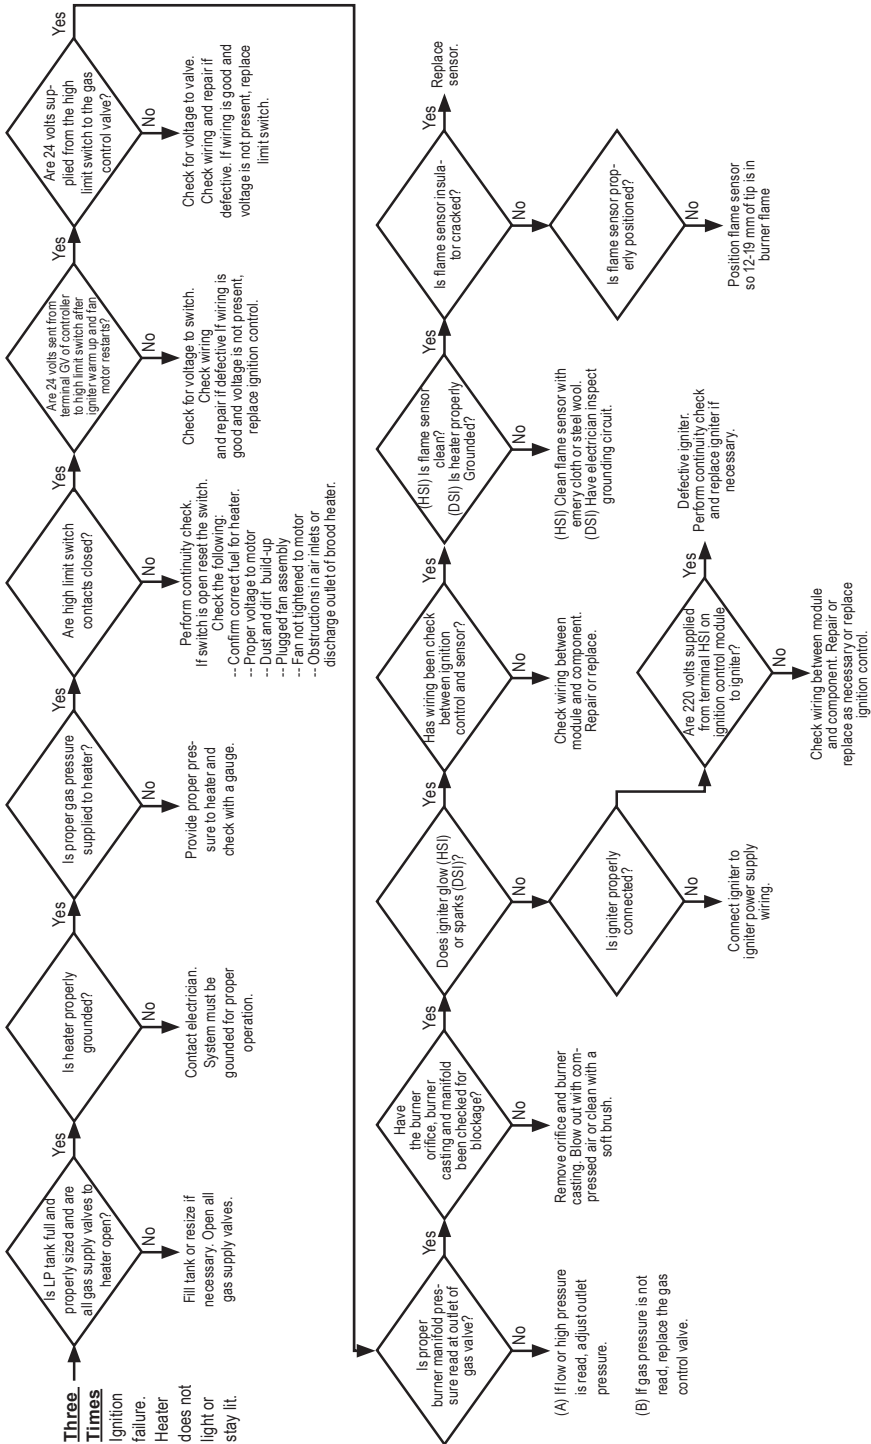 Three
Times
Ignition
failure.
Heater
does not
light or
stay lit.
Is LP tank full and
properly sized and are
all gas supply valves to
heater open?
Yes
No
Fill tank or resize if
necessary. Open all
gas supply valves.
Is heater properly
grounded?
Yes
No
Contact electrician.
System must be
gounded for proper
operation.
Is proper gas pressure
supplied to heater?
Yes
No
Provide proper pres-
sure to heater and
check with a gauge.
Are high limit switch
contacts closed?
Yes
No
Perform continuity check.
If switch is open reset the switch.
Check the following:
-- Confirm correct fuel for heater.
-- Proper voltage to motor
-- Dust and dirt build-up
-- Plugged fan assembly
-- Fan not tightened to motor
-- Obstructions in air inlets or
discharge outlet of brood heater.
Are 24 volts sent from
terminal GV of controller
to high limit switch after
igniter warm up and fan
motor restarts?
Yes
No
Check for voltage to switch.
Check wiring
and repair if defective If wiring is
good and voltage is not present,
replace ignition control.
Are 24 volts sup-
plied from the high
limit switch to the gas
control valve?
Yes
No
Check for voltage to valve.
Check wiring and repair if
defective. If wiring is good and
voltage is not present, replace
limit switch.
Is proper
burner manifold pres-
sure read at outlet of
gas valve?
Yes
No
(A) If low or high pressure
is read, adjust outlet
pressure.
(B) If gas pressure is not
read, replace the gas
control valve.
Have
the burner
orifice, burner
casting and manifold
been checked for
blockage?
Yes
No
Remove orifice and burner
casting. Blow out with com-
pressed air or clean with a
soft brush.
Does igniter glow (HSI)
or sparks (DSI)?
Yes
No
Is igniter properly
connected?
No
Connect igniter to
igniter power supply
wiring.
Has wiring been check
between ignition
control and sensor?
Yes
No
Check wiring between
module and component.
Repair or replace.
Are 220 volts supplied
from terminal HSI on
ignition control module
to igniter?
Yes
Defective igniter.
Perform continuity check
and replace igniter if
necessary.
No
Check wiring between module
and component. Repair or
replace as necessary or replace
ignition control.
(HSI) Is flame sensor
clean?
(DSI) Is heater properly
Grounded?
Yes
No
(HSI) Clean flame sensor with
emery cloth or steel wool.
(DSI) Have electrician inspect
grounding circuit.
Is flame sensor insula-
tor cracked?
Yes
Replace
sensor.
No
Is flame sensor prop-
erly positioned?
No
Position flame sensor
so 12-19 mm of tip is in
burner flame